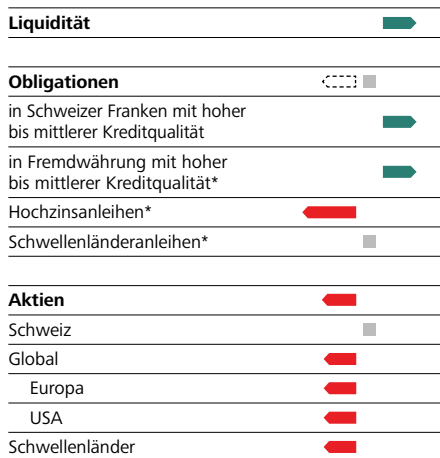 Liquidität
Obligationen
in Schweizer Franken mit hoher
bis mittlerer Kreditqualität
in Fremdwährung mit hoher
bis mittlerer Kreditqualität*
Hochzinsanleihen*
Schwellenländeranleihen*
Aktien
Schweiz
Global
Europa
USA
Schwellenländer